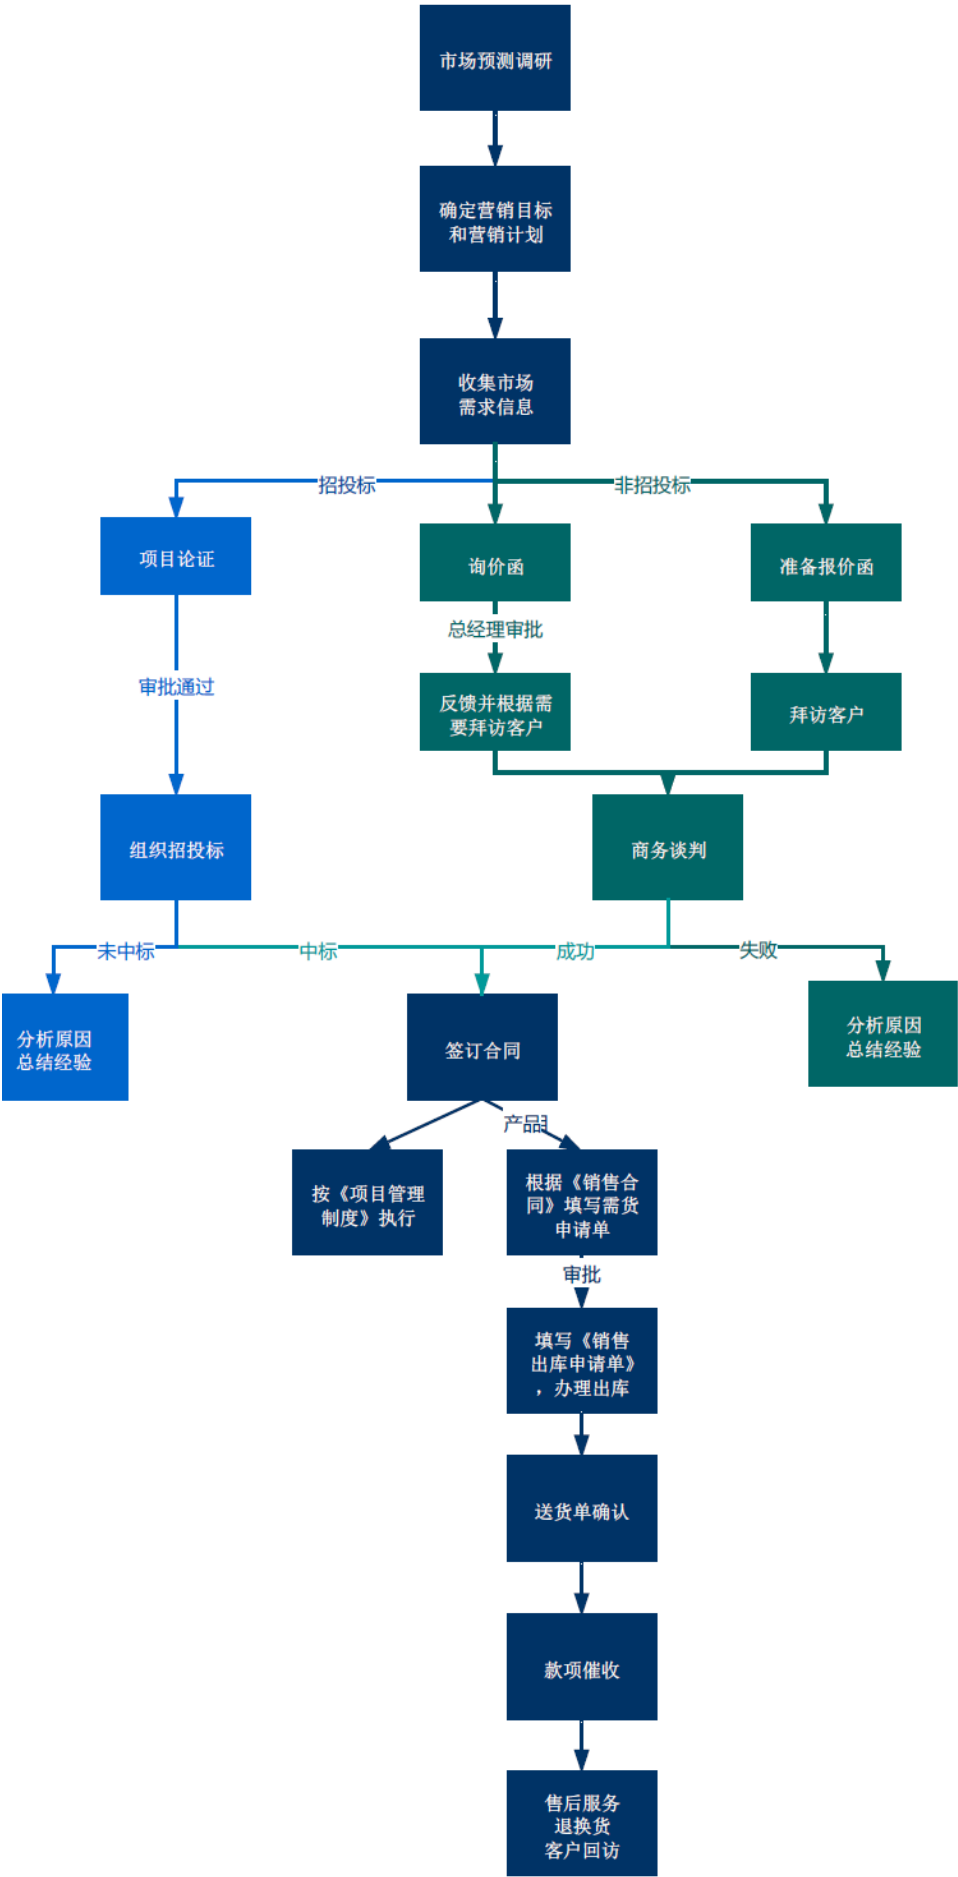 市场预测调研
确定营销目标
和营销计划
收集市场
需求信息
招投标
非招投标
项目论证
询价函
准备报价函
总经理审批
审批通过
反馈并根据需
要拜访客户
拜访客户
组织招投标
商务谈判
未中标
中标
成功
失败
分析原因
总结经验
签订合同
分析原因
总结经验
产品
按《项目管理
制度》执行
根据《销售合
同》填写需货
申请单
审批
填写《销售
出库申请单》
，办理出库
送货单确认
款项催收
售后服务
退换货
客户回访